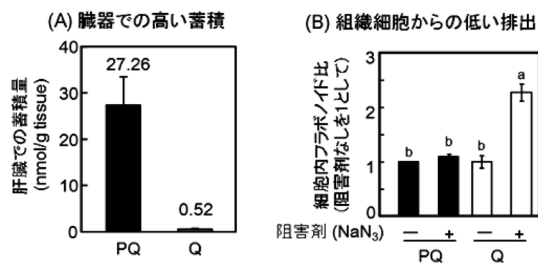 (A) 臓器での高い蓄積
肝臓での蓄積量
(nmol/g tissue)
40
30
20
10
0
27.26
0.52
PQ
Q
(B) 組織細胞からの低い排出
細胞内フラボノイド比
(阻害剤なしを1として)
3
2
1
0
b
b
b
a
阻害剤 (NaN₃)
— + — +
PQ Q